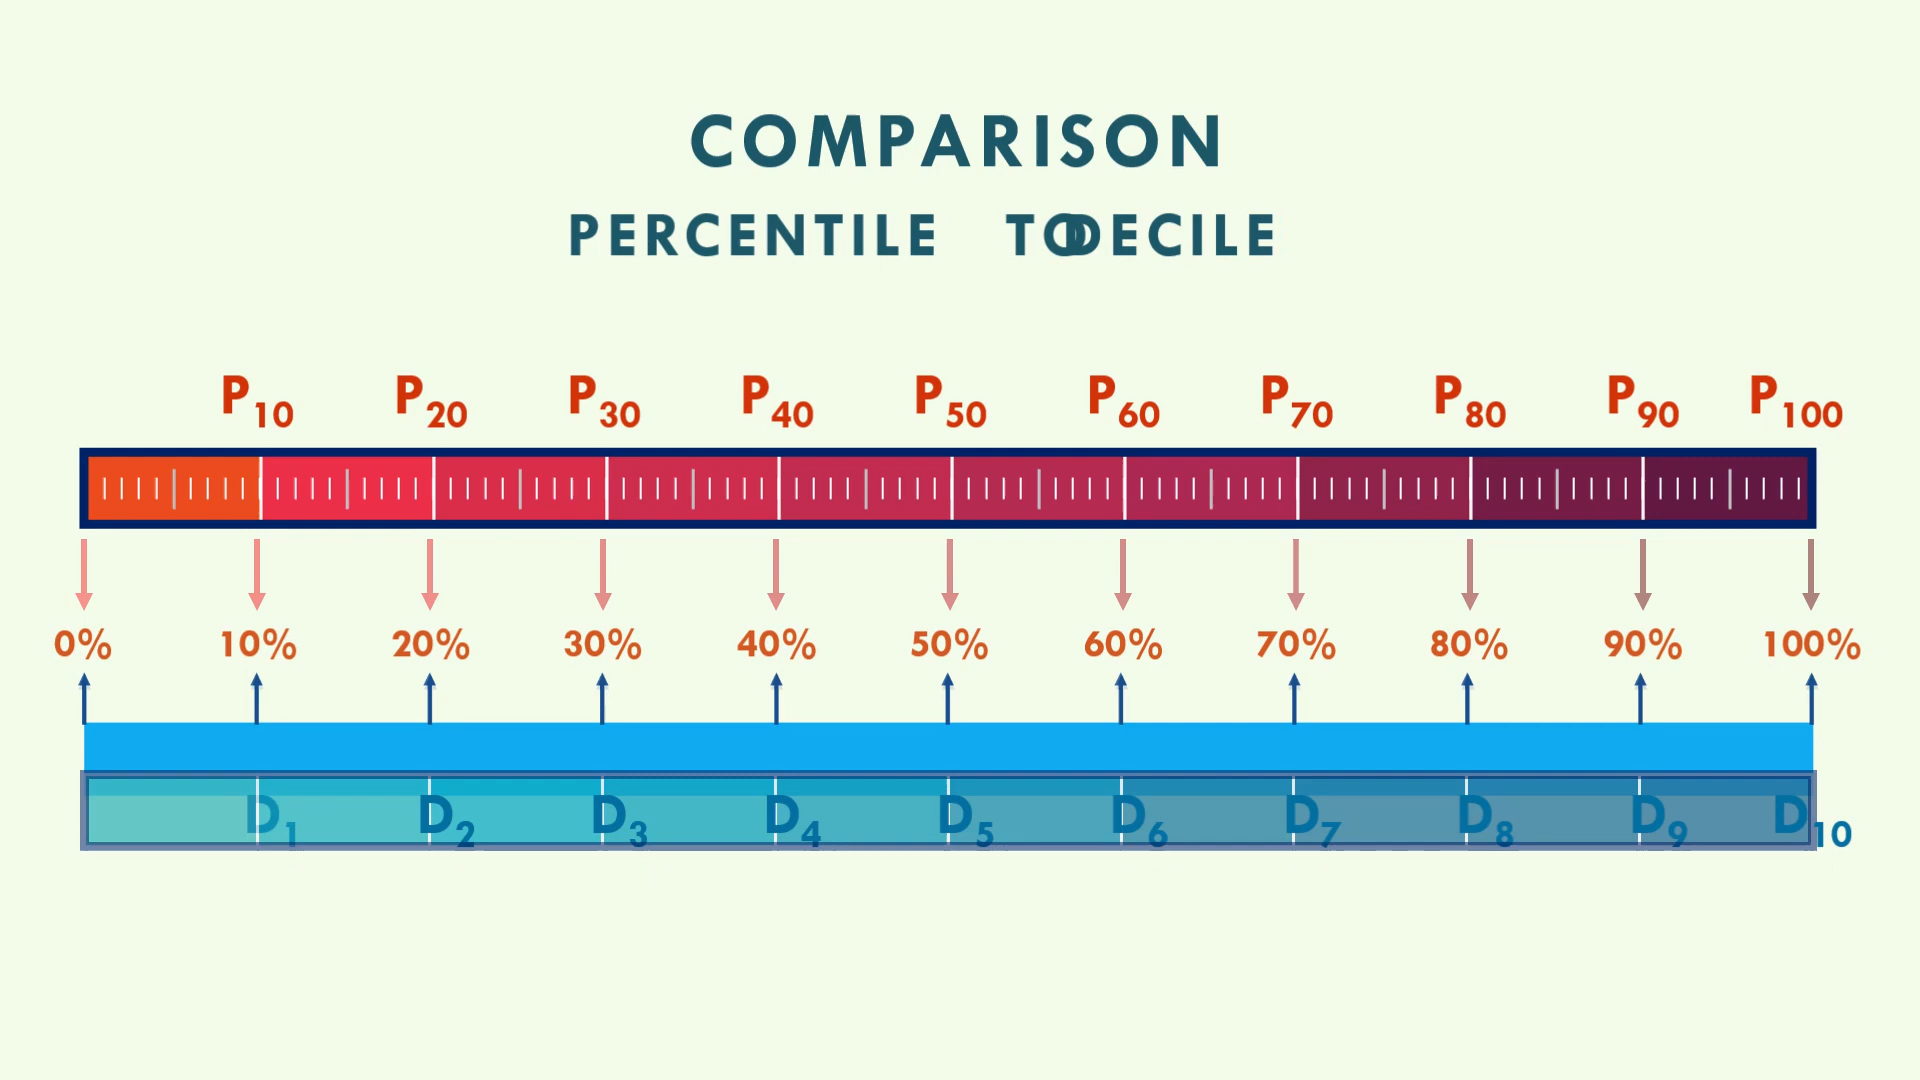 COMPARISON
PERCENTILE TO DECILE
P10 P20 P30 P40 P50 P60 P70 P80 P90 P100
0% 10% 20% 30% 40% 50% 60% 70% 80% 90% 100%
D1 D2 D3 D4 D5 D6 D7 D8 D9 D10